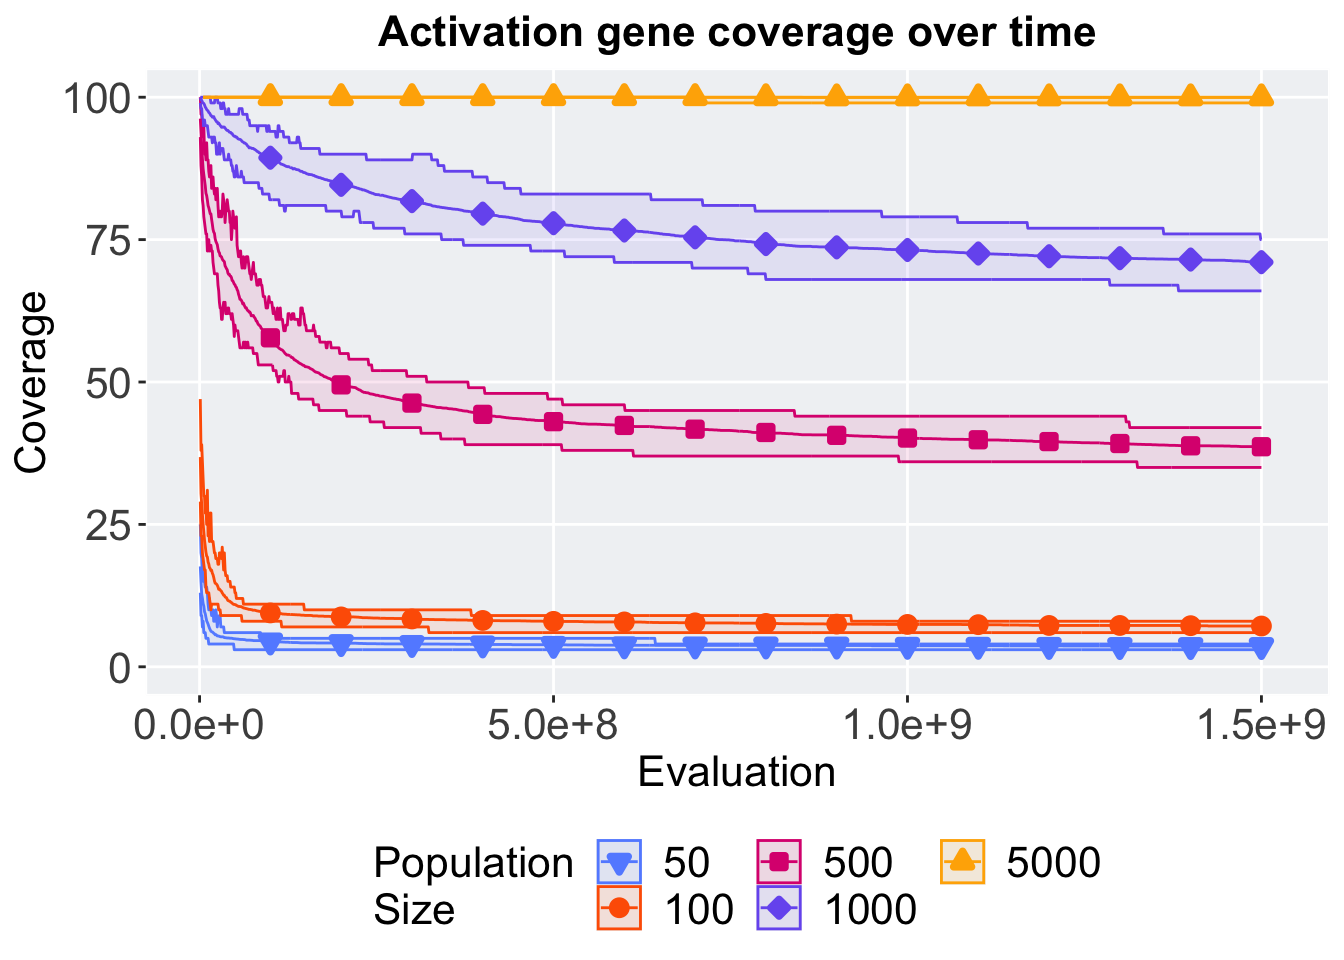 Activation gene coverage over time
100
75
50
25
0
Coverage
0.0e+0 5.0e+8 1.0e+9 1.5e+9
Evaluation
Population 50 500 5000
Size 100 1000